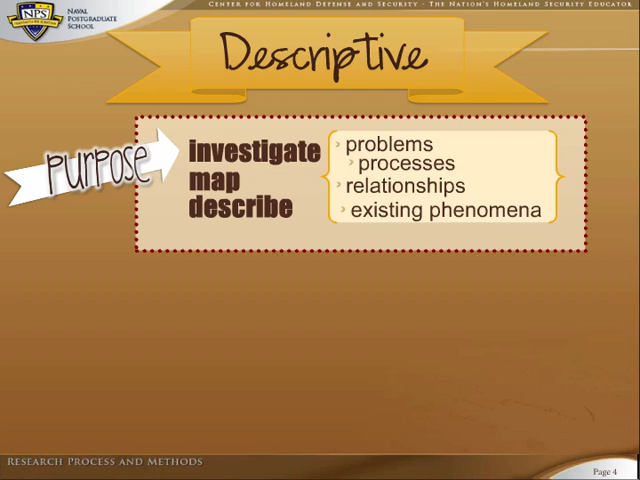 CENTER FOR HOMELAND DEFENSE AND SECURITY · THE NATION'S HOMELAND SECURITY EDUCATOR
NPS
NAVAL
POSTGRADUATE
SCHOOL
Descriptive
purpose
investigate
map
describe
› problems
› processes
› relationships
› existing phenomena
RESEARCH PROCESS AND METHODS
Page 4